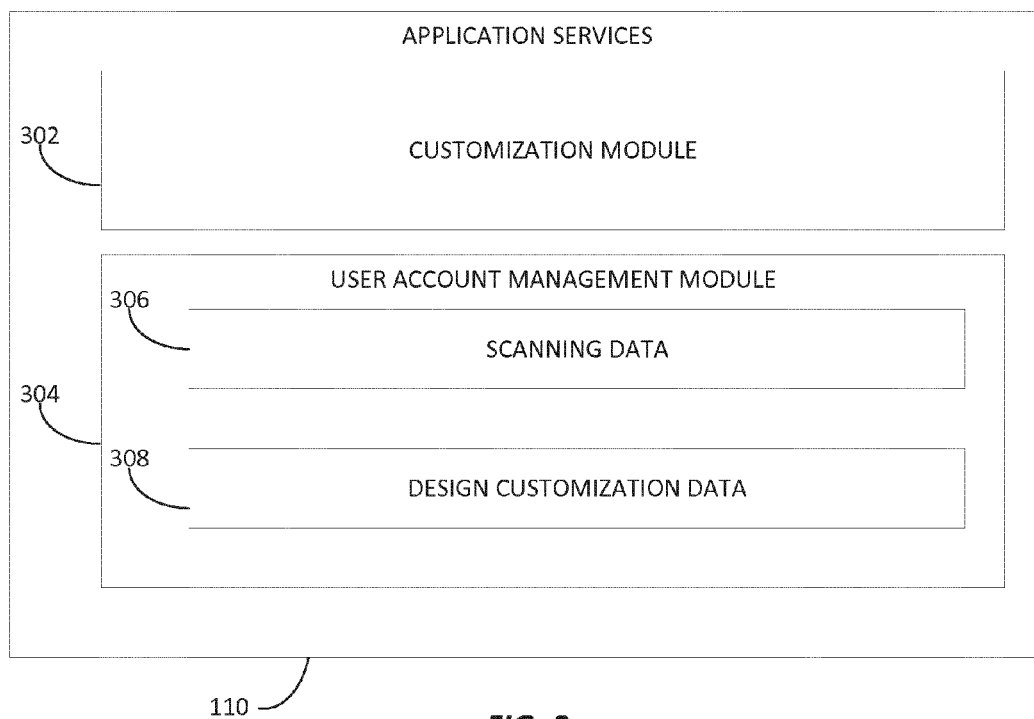 APPLICATION SERVICES
302
CUSTOMIZATION MODULE
USER ACCOUNT MANAGEMENT MODULE
306
SCANNING DATA
304
308
DESIGN CUSTOMIZATION DATA
110